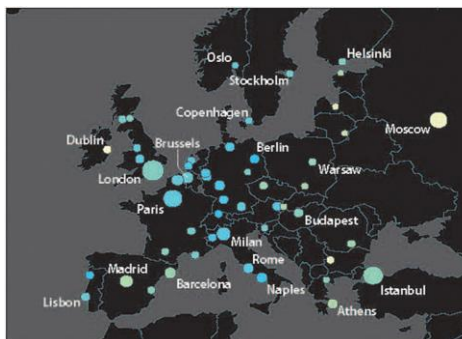 Oslo
Helsinki
Stockholm
Copenhagen
Moscow
Dublin
Brussels
Berlin
Warsaw
London
Paris
Budapest
Milan
Madrid
Rome
Barcelona
Istanbul
Lisbon
Naples
Athens